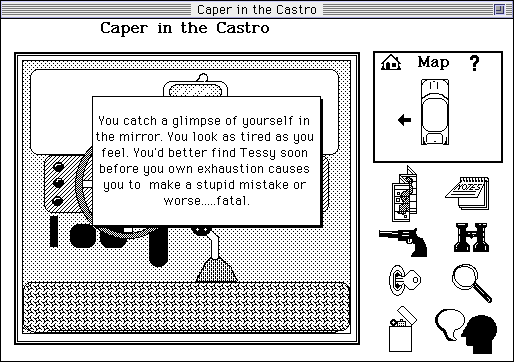 Caper in the Castro
Caper in the Castro
Map ?
You catch a glimpse of yourself in
the mirror. You look as tired as you
feel. You'd better find Tessy soon
before you own exhaustion causes
you to make a stupid mistake or
worse.....fatal.
NOTES